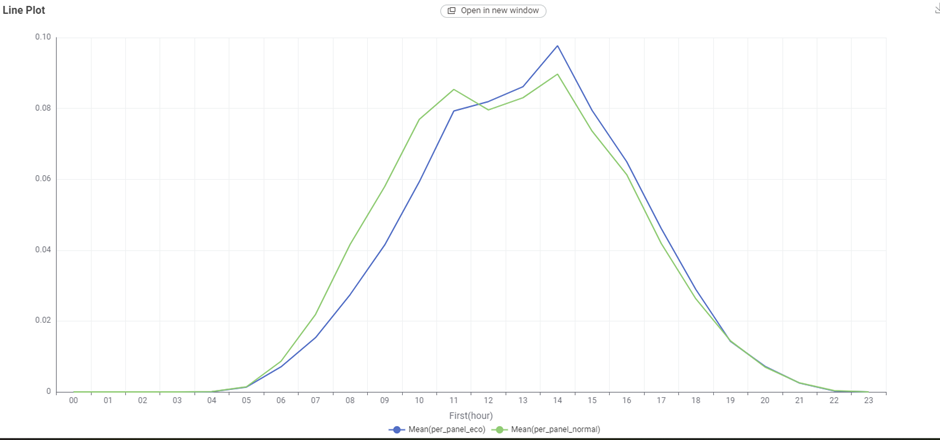 Line Plot
Open in new window
0.10
0.08
0.06
0.04
0.02
0
00 01 02 03 04 05 06 07 08 09 10 11 12 13 14 15 16 17 18 19 20 21 22 23
First(hour)
Mean(per_panel_eco) Mean(per_panel_normal)